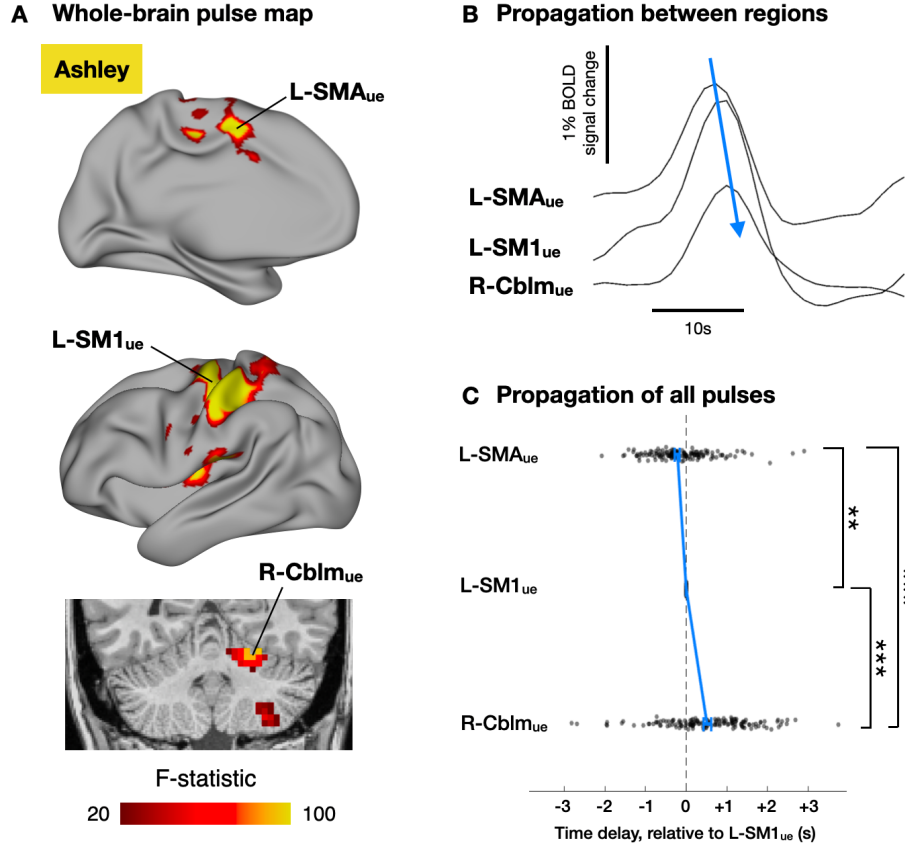 A Whole-brain pulse map
Ashley
L-SMAue
L-SM1ue
R-Cblmue
F-statistic
20 100
B Propagation between regions
1% BOLD
signal change
L-SMAue
L-SM1ue
R-Cblmue
10s
C Propagation of all pulses
L-SMAue
L-SM1ue
R-Cblmue
**
***
-3 -2 -1 0 +1 +2 +3
Time delay, relative to L-SM1ue (s)